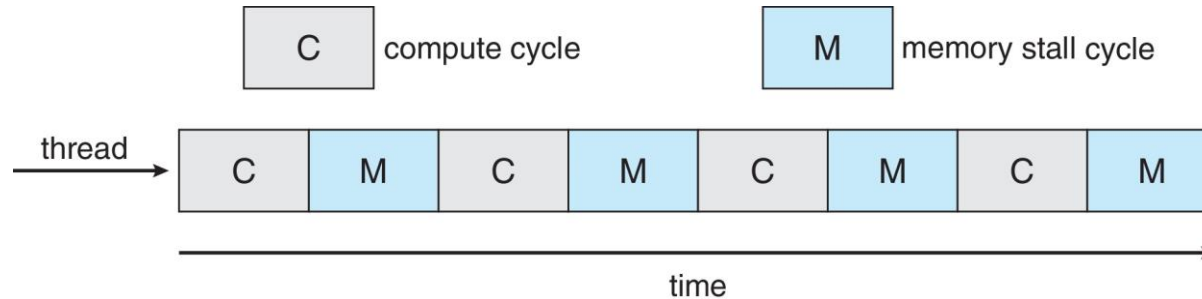 C compute cycle M memory stall cycle
thread
C M C M C M C M
time